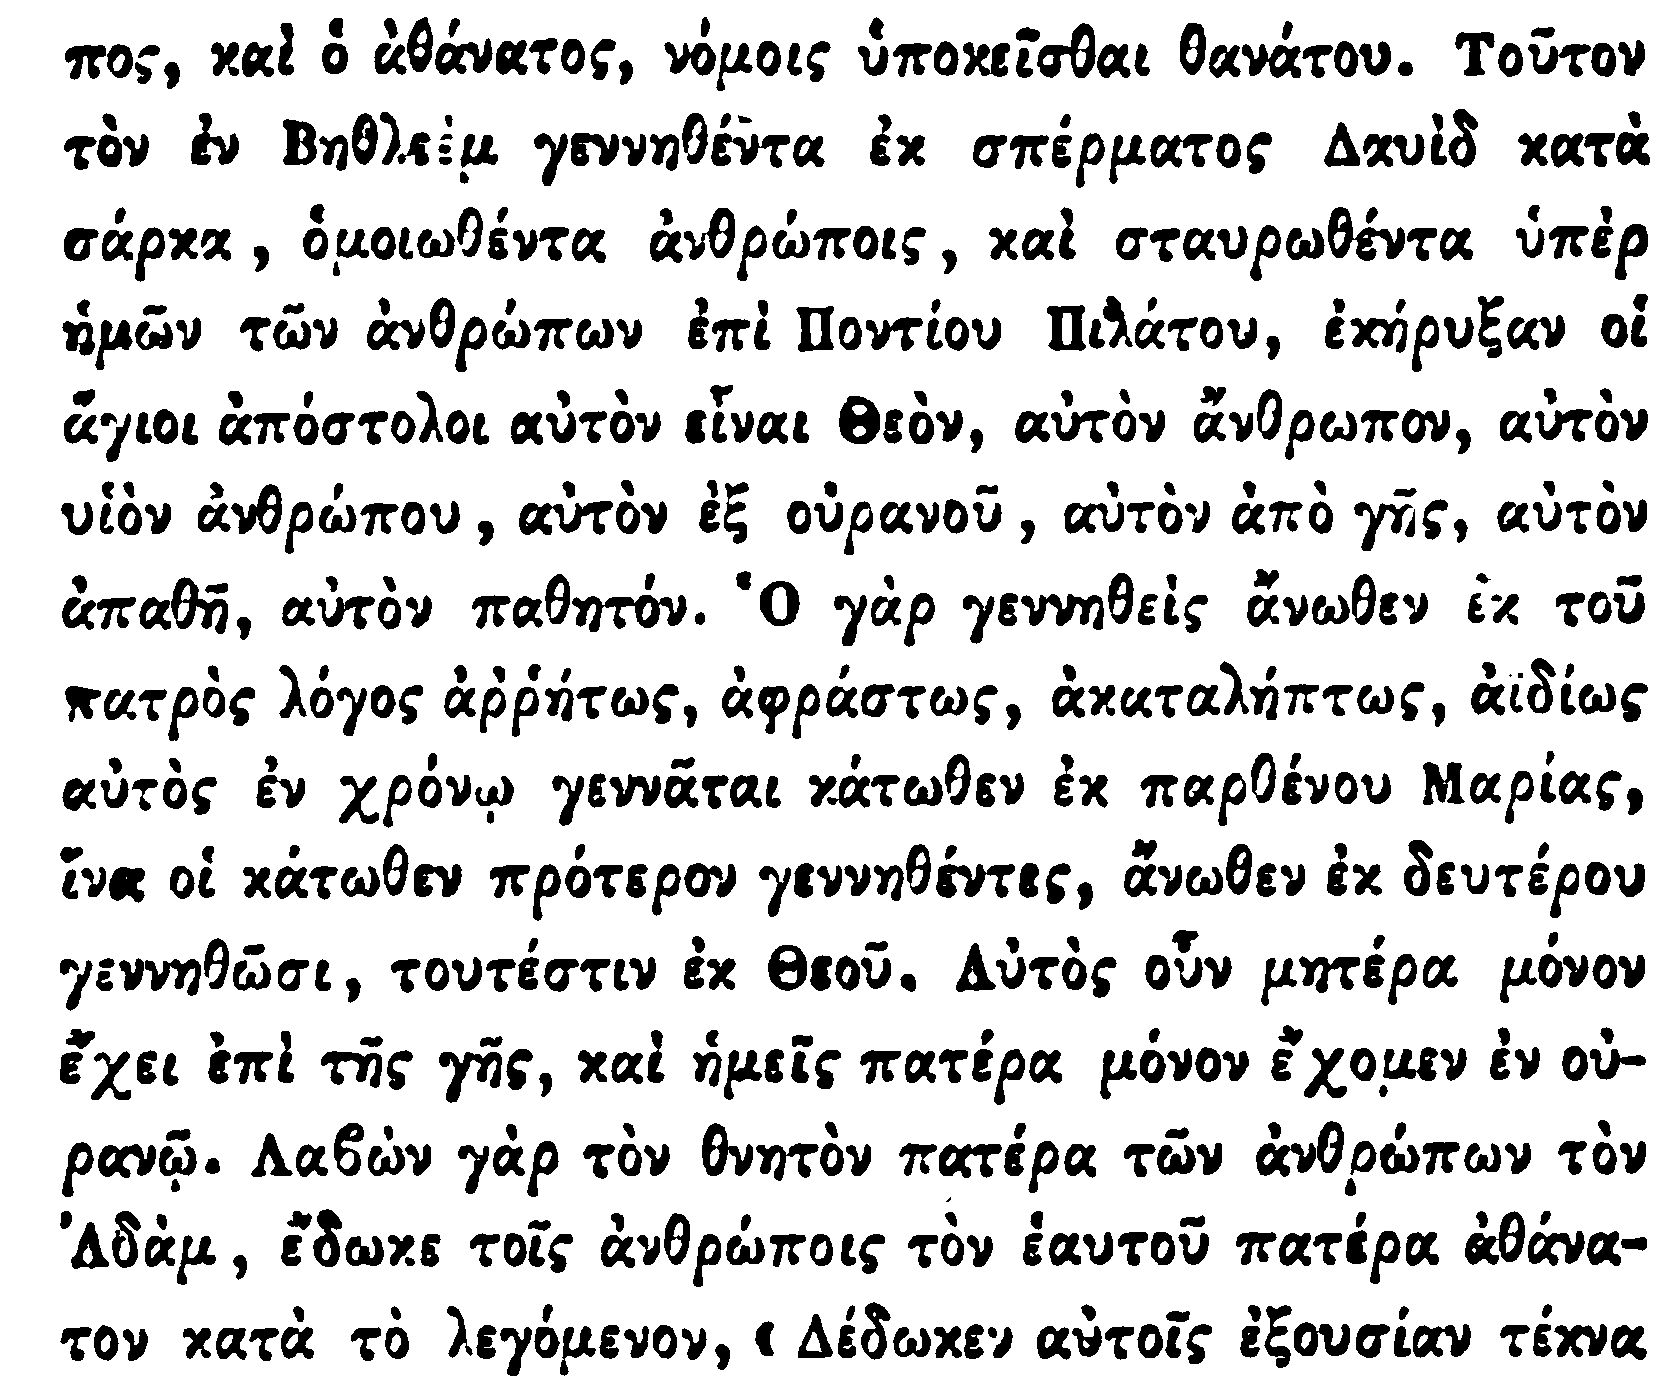 πος, καὶ ὁ ἀθάνατος, νόμοις ὑποκεῖσθαι θανάτου. Τοῦτον
τὸν ἐν Βηθλεὲμ γεννηθέντα ἐκ σπέρματος Δαυὶδ κατὰ
σάρκα, ὁμοιωθέντα ἀνθρώποις, καὶ σταυρωθέντα ὑπὲρ
ἡμῶν τῶν ἀνθρώπων ἐπὶ Ποντίου Πιλάτου, ἐκήρυξαν οἱ
ἅγιοι ἀπόστολοι αὐτὸν εἶναι Θεὸν, αὐτὸν ἄνθρωπον, αὐτὸν
υἱὸν ἀνθρώπου, αὐτὸν ἐξ οὐρανοῦ, αὐτὸν ἀπὸ γῆς, αὐτὸν
ἀπαθῆ, αὐτὸν παθητόν. Ὁ γὰρ γεννηθεὶς ἄνωθεν ἐκ τοῦ
πατρὸς λόγος ἀῤῥήτως, ἀφράστως, ἀκαταλήπτως, ἀϊδίως
αὐτὸς ἐν χρόνῳ γεννᾶται κάτωθεν ἐκ παρθένου Μαρίας,
ἵνα οἱ κάτωθεν πρότερον γεννηθέντες, ἄνωθεν ἐκ δευτέρου
γεννηθῶσι, τουτέστιν ἐκ Θεοῦ. Αὐτὸς οὖν μητέρα μόνον
ἔχει ἐπὶ τῆς γῆς, καὶ ἡμεῖς πατέρα μόνον ἔχομεν ἐν οὐ-
ρανῷ. Λαϐὼν γὰρ τὸν θνητὸν πατέρα τῶν ἀνθρώπων τὸν
Ἀδὰμ, ἔδωκε τοῖς ἀνθρώποις τὸν ἑαυτοῦ πατέρα ἀθάνα-
τον κατὰ τὸ λεγόμενον, ‹ Δέδωκεν αὐτοῖς ἐξουσίαν τέκνα